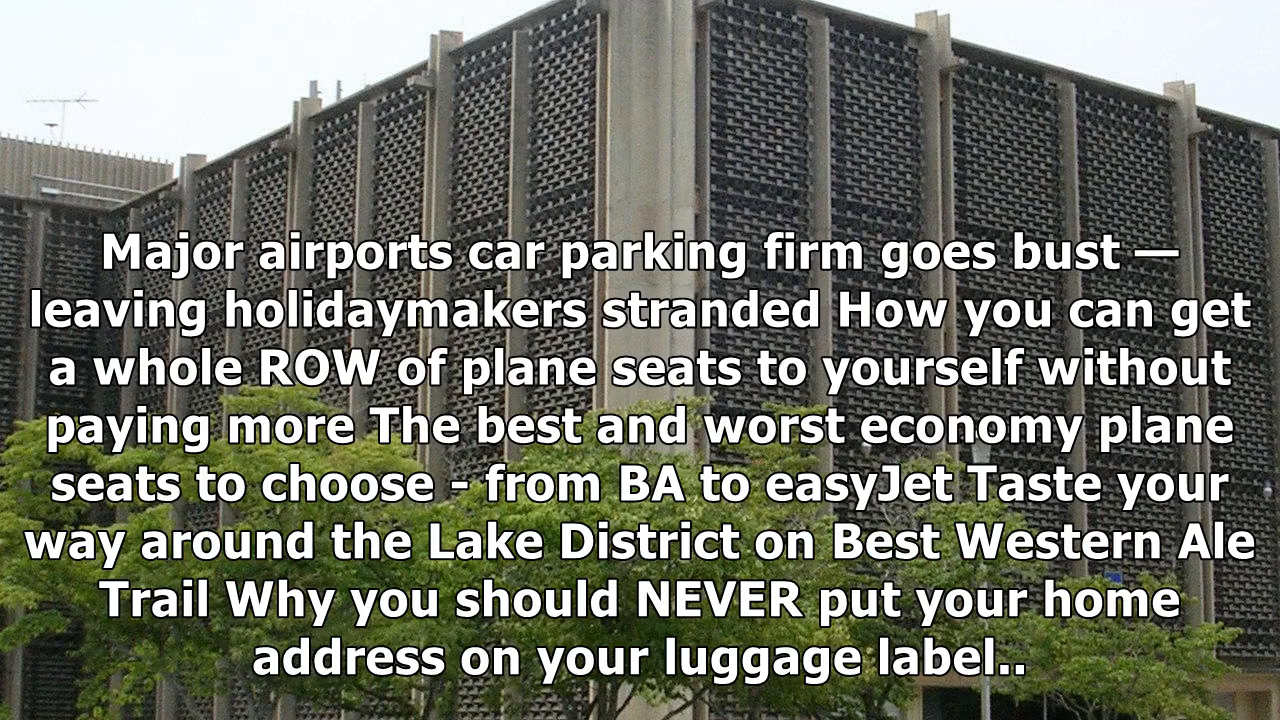 Major airports car parking firm goes bust —
leaving holidaymakers stranded How you can get
a whole ROW of plane seats to yourself without
paying more The best and worst economy plane
seats to choose - from BA to easyJet Taste your
way around the Lake District on Best Western Ale
Trail Why you should NEVER put your home
address on your luggage label..